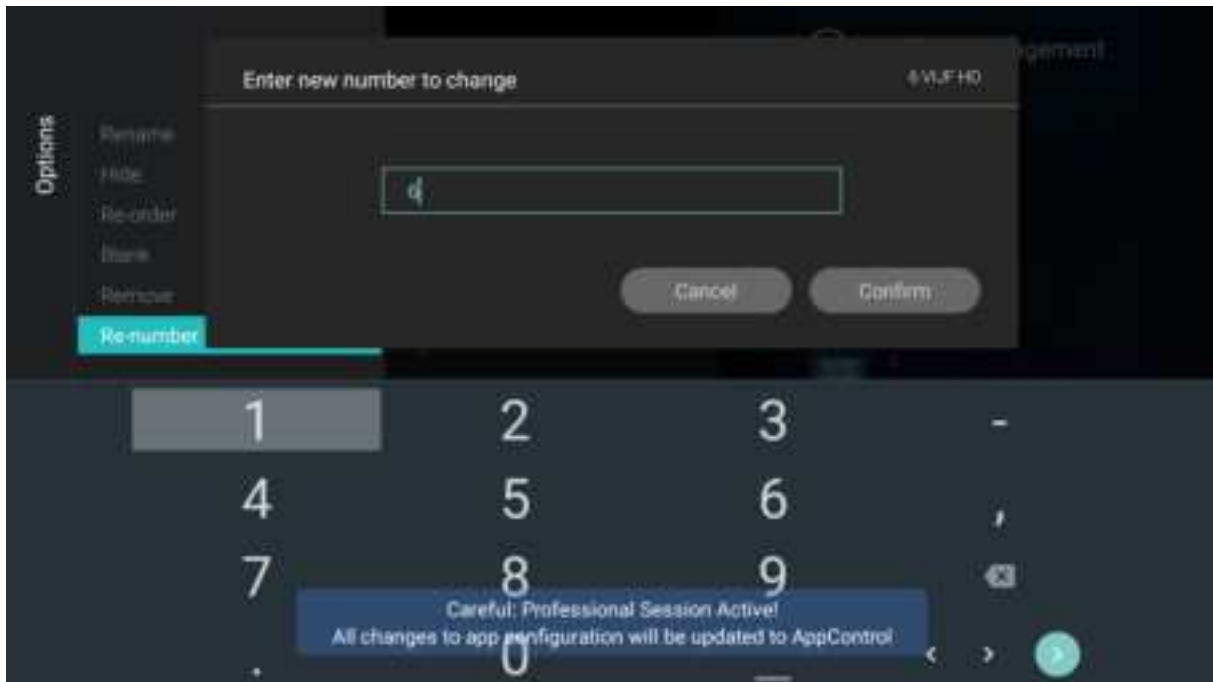 Options
Enter new number to change
6 VIJF HD
Rename
Hide
Re-order
Blank
Remove
Re-number
6
Cancel
Confirm
1 2 3 -
4 5 6 ,
7 8 9
Careful: Professional Session Active!
All changes to app configuration will be updated to AppControl
. 0 _ < > >